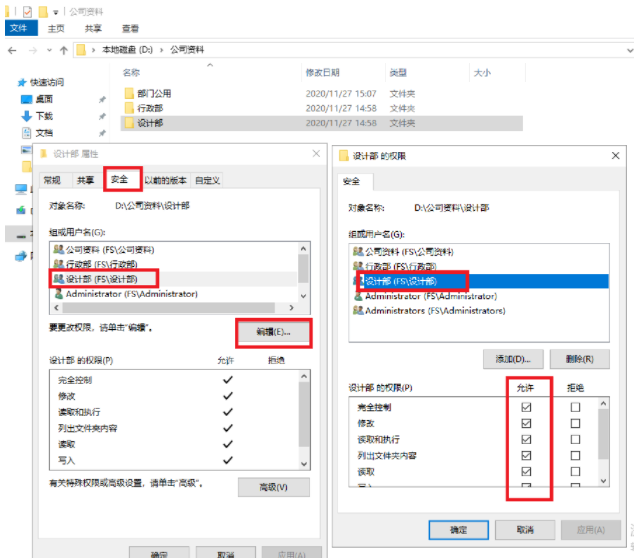 公司资料
文件 主页 共享 查看
本地磁盘 (D:) › 公司资料
名称 修改日期 类型 大小
快速访问
桌面
下载
文档
部门公用 2020/11/27 15:07 文件夹
行政部 2020/11/27 14:58 文件夹
设计部 2020/11/27 14:58 文件夹
设计部 属性
常规 共享 安全 以前的版本 自定义
对象名称: D:\公司资料\设计部
组或用户名(G):
公司资料 (FS\公司资料)
行政部 (FS\行政部)
设计部 (FS\设计部)
Administrator (FS\Administrator)
要更改权限，请单击"编辑"。
编辑(E)...
设计部 的权限(P) 允许 拒绝
完全控制
修改
读取和执行
列出文件夹内容
读取
写入
有关特殊权限或高级设置，请单击"高级"。
高级(V)
确定 取消 应用(A)
设计部 的权限
安全
对象名称: D:\公司资料\设计部
组或用户名(G):
公司资料 (FS\公司资料)
行政部 (FS\行政部)
设计部 (FS\设计部)
Administrator (FS\Administrator)
Administrators (FS\Administrators)
添加(D)... 删除(R)
设计部 的权限(P) 允许 拒绝
完全控制
修改
读取和执行
列出文件夹内容
读取
确定 取消 应用(A)